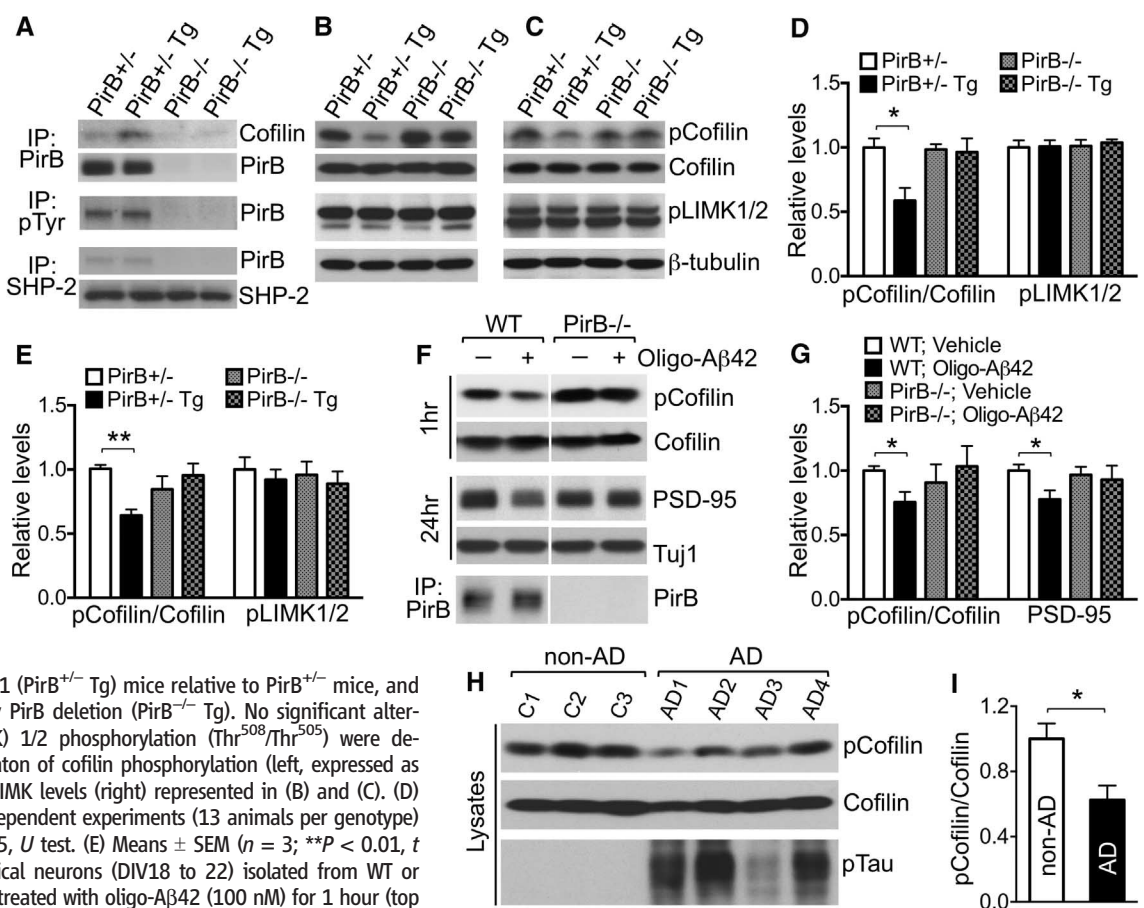 A
PirB+/-
PirB+/- Tg
PirB-/-
PirB-/- Tg
IP: PirB
Cofilin
PirB
IP: pTyr
PirB
IP: SHP-2
PirB
SHP-2
B
PirB+/-
PirB+/- Tg
PirB-/-
PirB-/- Tg
C
PirB+/-
PirB+/- Tg
PirB-/-
PirB-/- Tg
pCofilin
Cofilin
pLIMK1/2
β-tubulin
D
PirB+/-
PirB-/-
PirB+/- Tg
PirB-/- Tg
Relative levels
1.5
1.0
0.5
0.0
*
pCofilin/Cofilin
pLIMK1/2
E
PirB+/-
PirB-/-
PirB+/- Tg
PirB-/- Tg
Relative levels
1.5
1.0
0.5
0.0
**
pCofilin/Cofilin
pLIMK1/2
F
WT
PirB-/-
− + − + Oligo-Aβ42
1hr
pCofilin
Cofilin
24hr
PSD-95
Tuj1
IP: PirB
PirB
G
WT; Vehicle
WT; Oligo-Aβ42
PirB-/-; Vehicle
PirB-/-; Oligo-Aβ42
Relative levels
1.5
1.0
0.5
0.0
*
*
pCofilin/Cofilin
PSD-95
1 (PirB+/– Tg) mice relative to PirB+/– mice, and
PirB deletion (PirB–/– Tg). No significant alter-
) 1/2 phosphorylation (Thr508/Thr505) were de-
of cofilin phosphorylation (left, expressed as
levels (right) represented in (B) and (C). (D)
experiments (13 animals per genotype)
5, U test. (E) Means ± SEM (n = 3; **P < 0.01, t
neurons (DIV18 to 22) isolated from WT or
treated with oligo-Aβ42 (100 nM) for 1 hour (top
H
non-AD
AD
C1
C2
C3
AD1
AD2
AD3
AD4
Lysates
pCofilin
Cofilin
pTau
I
pCofilin/Cofilin
1.2
0.8
0.4
0.0
*
non-AD
AD